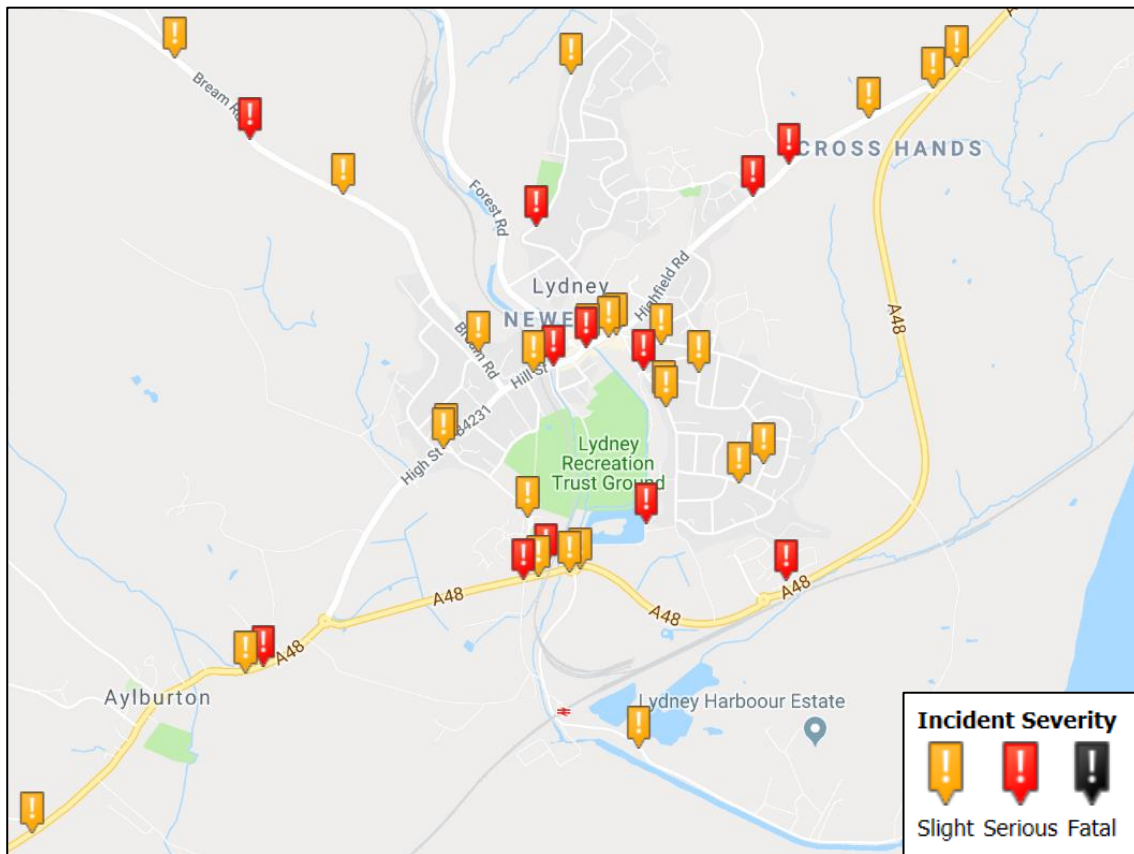 A
Bream Rd
Forest Rd
CROSS HANDS
Lydney
NEWE
Highfield Rd
A48
Bream Rd
Hill St
High St
B4231
Lydney
Recreation
Trust Ground
A48
A48
A48
A48
Aylburton
Lydney Harboour Estate
Incident Severity
Slight Serious Fatal